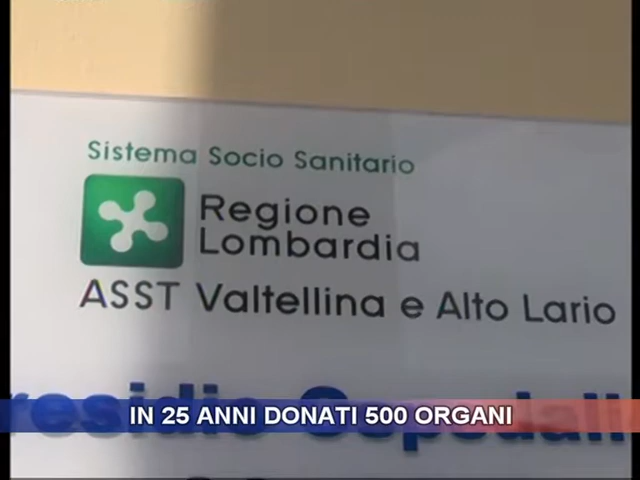 Sistema Socio Sanitario
Regione
Lombardia
ASST Valtellina e Alto Lario
IN 25 ANNI DONATI 500 ORGANI